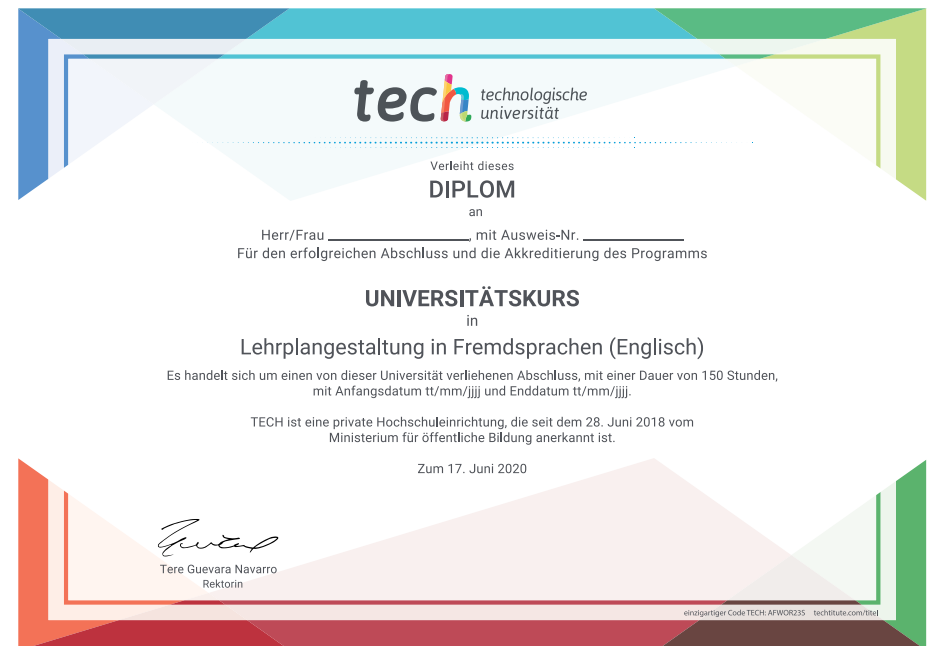 tech technologische
universität
Verleiht dieses
DIPLOM
an
Herr/Frau ____________________, mit Ausweis-Nr. ______________
Für den erfolgreichen Abschluss und die Akkreditierung des Programms
UNIVERSITÄTSKURS
in
Lehrplangestaltung in Fremdsprachen (Englisch)
Es handelt sich um einen von dieser Universität verliehenen Abschluss, mit einer Dauer von 150 Stunden,
mit Anfangsdatum tt/mm/jjjj und Enddatum tt/mm/jjjj.
TECH ist eine private Hochschuleinrichtung, die seit dem 28. Juni 2018 vom
Ministerium für öffentliche Bildung anerkannt ist.
Zum 17. Juni 2020
Tere Guevara Navarro
Rektorin
einzigartiger Code TECH: AFWOR235 techtitute.com/titel